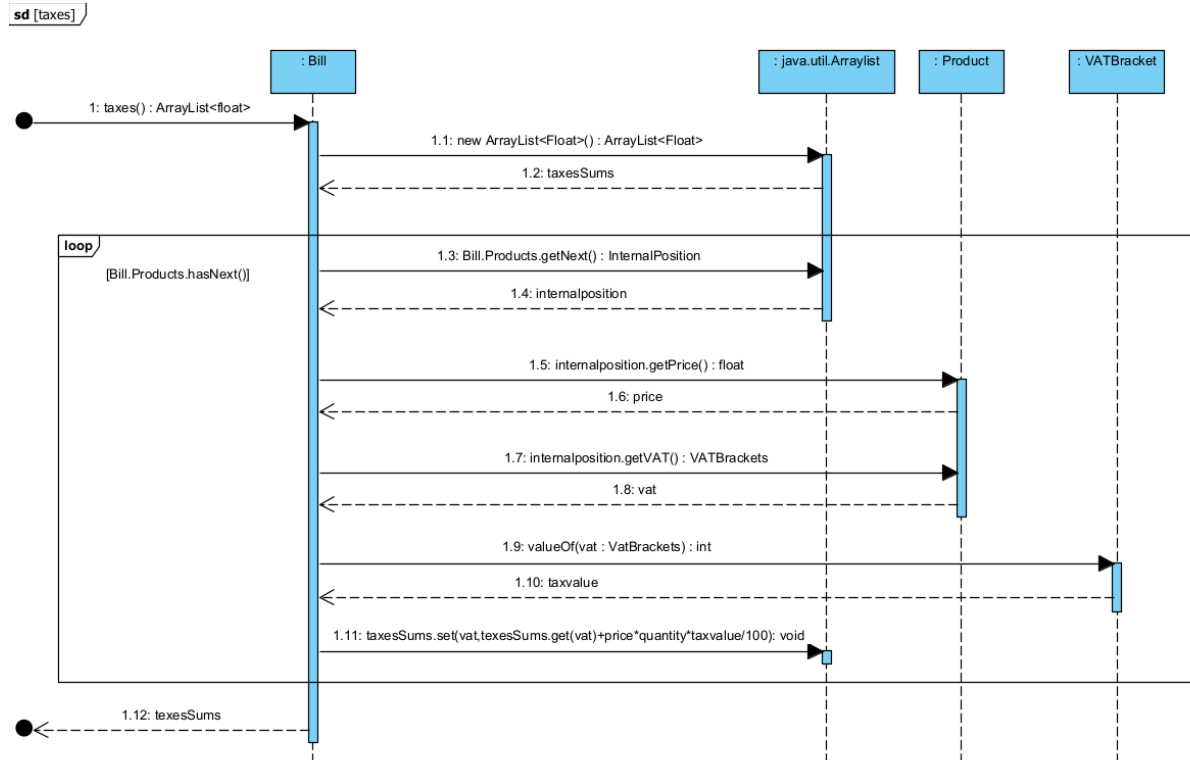 sd [taxes]
: Bill
: java.util.Arraylist
: Product
: VATBracket
1: taxes() : ArrayList<float>
1.1: new ArrayList<Float>() : ArrayList<Float>
1.2: taxesSums
loop
[Bill.Products.hasNext()]
1.3: Bill.Products.getNext() : InternalPosition
1.4: internalposition
1.5: internalposition.getPrice() : float
1.6: price
1.7: internalposition.getVAT() : VATBrackets
1.8: vat
1.9: valueOf(vat : VatBrackets) : int
1.10: taxvalue
1.11: taxesSums.set(vat,texesSums.get(vat)+price*quantity*taxvalue/100): void
1.12: texesSums